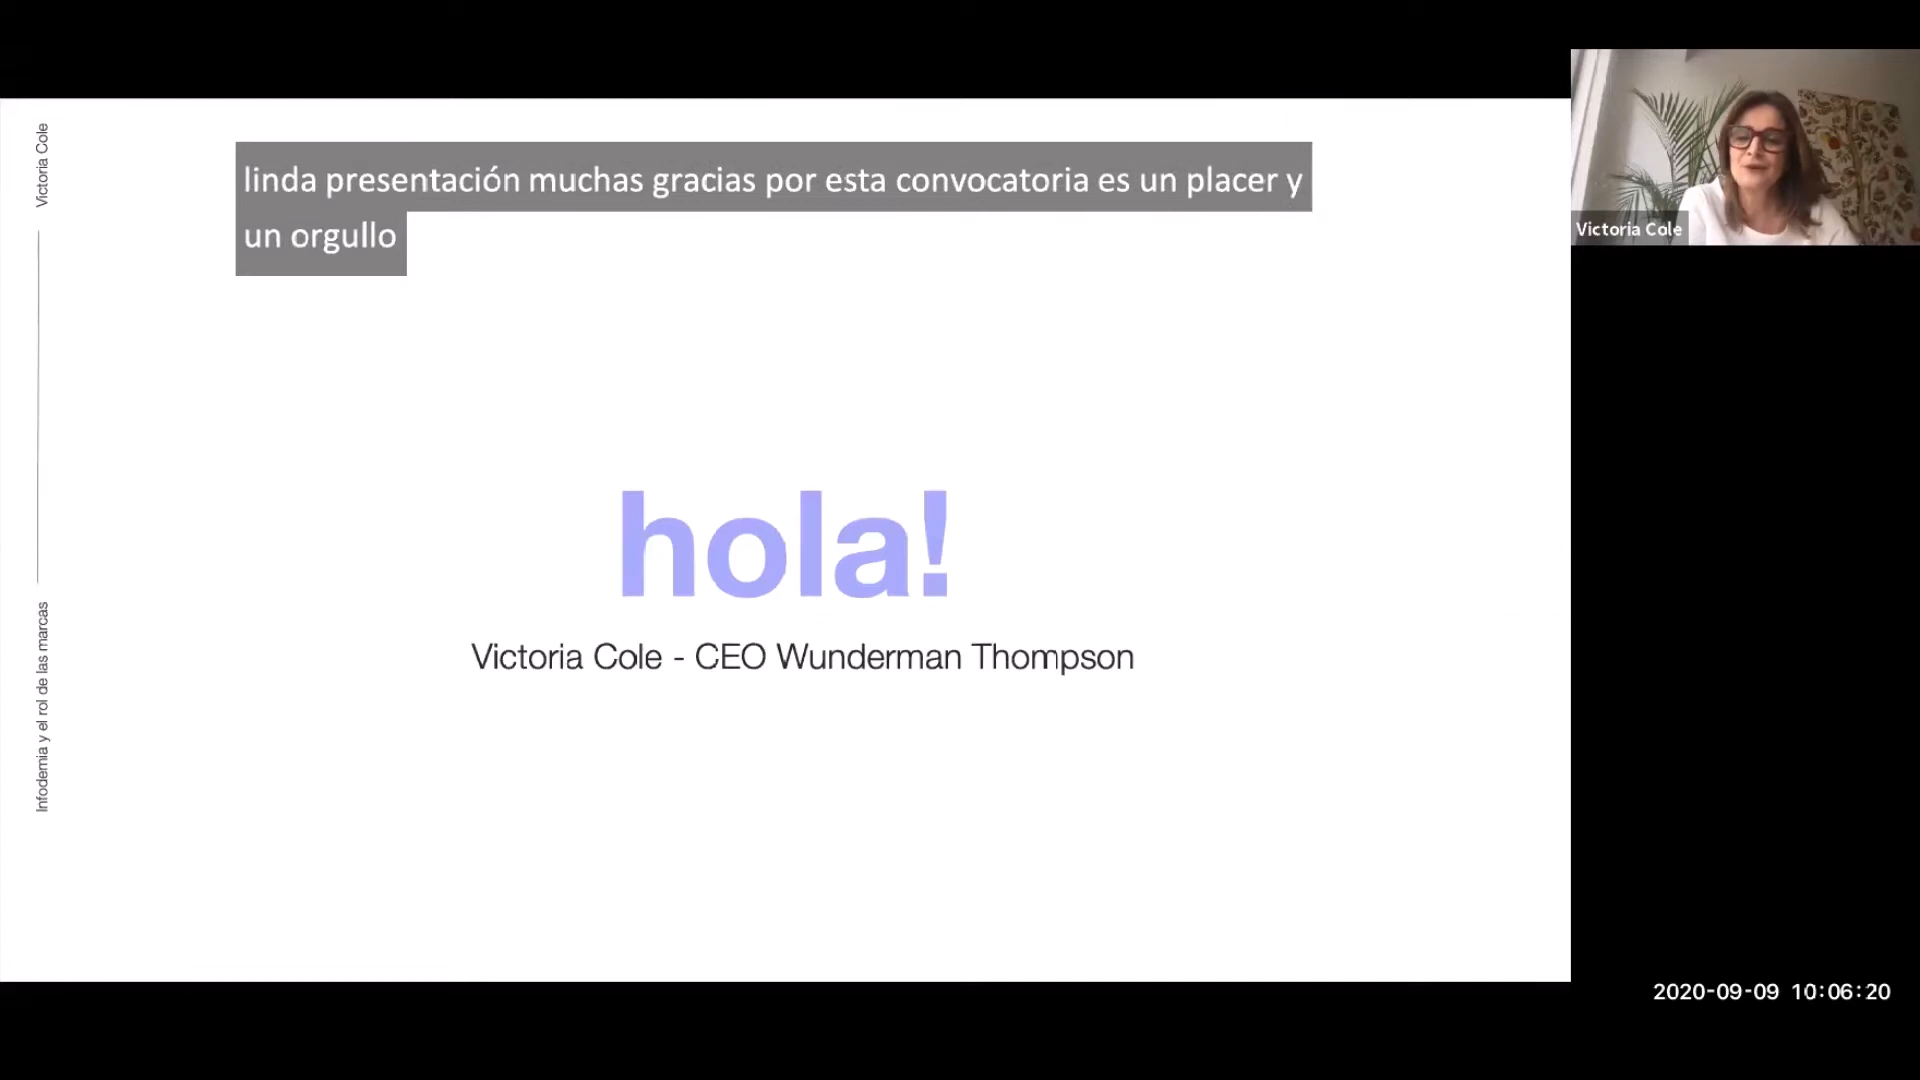 Victoria Cole
Infodemia y el rol de las marcas
linda presentación muchas gracias por esta convocatoria es un placer y
un orgullo
hola!
Victoria Cole - CEO Wunderman Thompson
Victoria Cole
2020-09-09 10:06:20